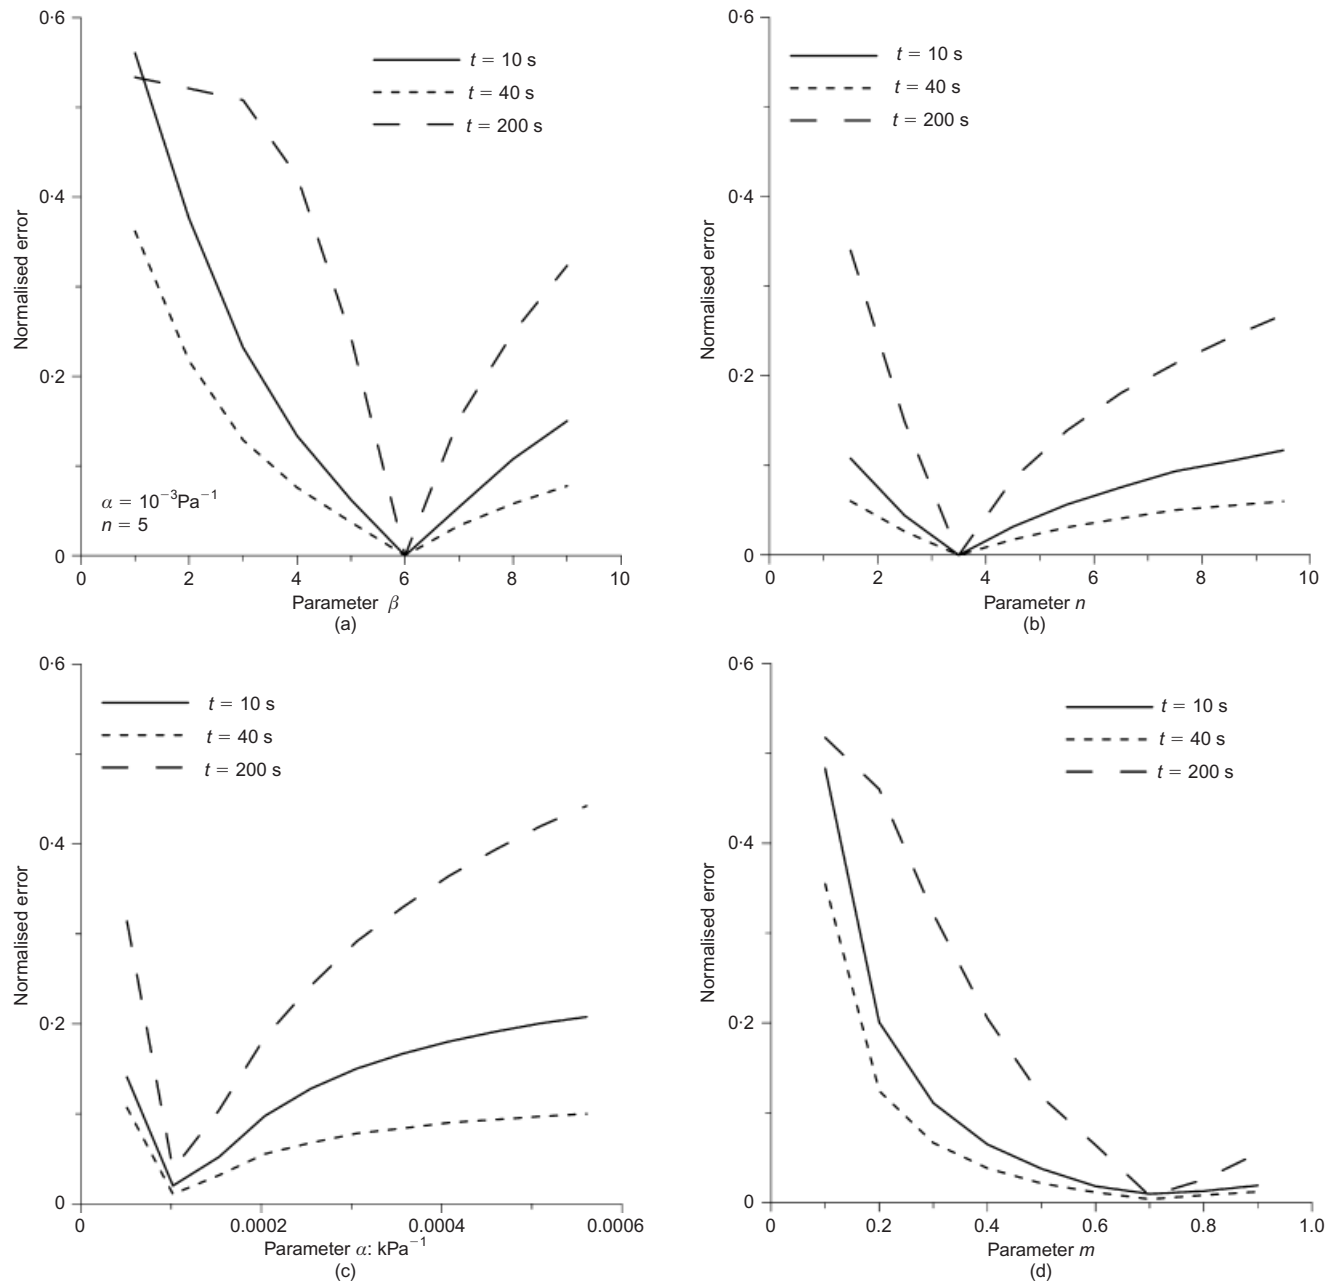 0·6
t = 10 s
t = 40 s
t = 200 s
0·4
Normalised error
0·2
α = 10⁻³Pa⁻¹
n = 5
0
0 2 4 6 8 10
Parameter β
(a)
0·6
t = 10 s
t = 40 s
t = 200 s
0·4
Normalised error
0·2
0
0 2 4 6 8 10
Parameter n
(b)
0·6
t = 10 s
t = 40 s
t = 200 s
0·4
Normalised error
0·2
0
0 0.0002 0.0004 0.0006
Parameter α: kPa⁻¹
(c)
0·6
t = 10 s
t = 40 s
t = 200 s
0·4
Normalised error
0·2
0
0 0.2 0.4 0.6 0.8 1.0
Parameter m
(d)